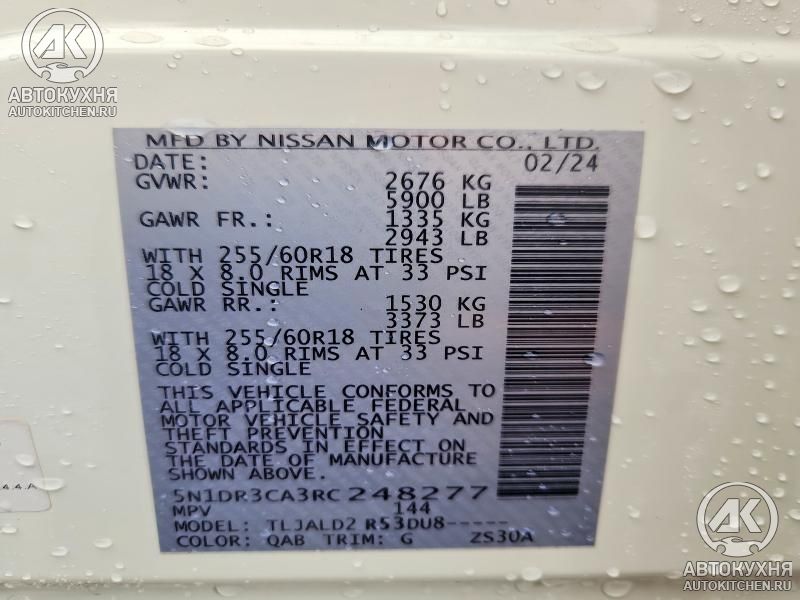 AK
АВТОКУХНЯ
AUTOKITCHEN.RU
MFD BY NISSAN MOTOR CO., LTD.
DATE: 02/24
GVWR: 2676 KG
5900 LB
GAWR FR.: 1335 KG
2943 LB
WITH 255/60R18 TIRES
18 X 8.0 RIMS AT 33 PSI
COLD SINGLE
GAWR RR.: 1530 KG
3373 LB
WITH 255/60R18 TIRES
18 X 8.0 RIMS AT 33 PSI
COLD SINGLE
THIS VEHICLE CONFORMS TO
ALL APPLICABLE FEDERAL
MOTOR VEHICLE SAFETY AND
THEFT PREVENTION
STANDARDS IN EFFECT ON
THE DATE OF MANUFACTURE
SHOWN ABOVE.
5N1DR3CA3RC248277
MPV 144
MODEL: TLJALD2 R53DU8-----
COLOR: QAB TRIM: G ZS30A
AK
АВТОКУХНЯ
AUTOKITCHEN.RU